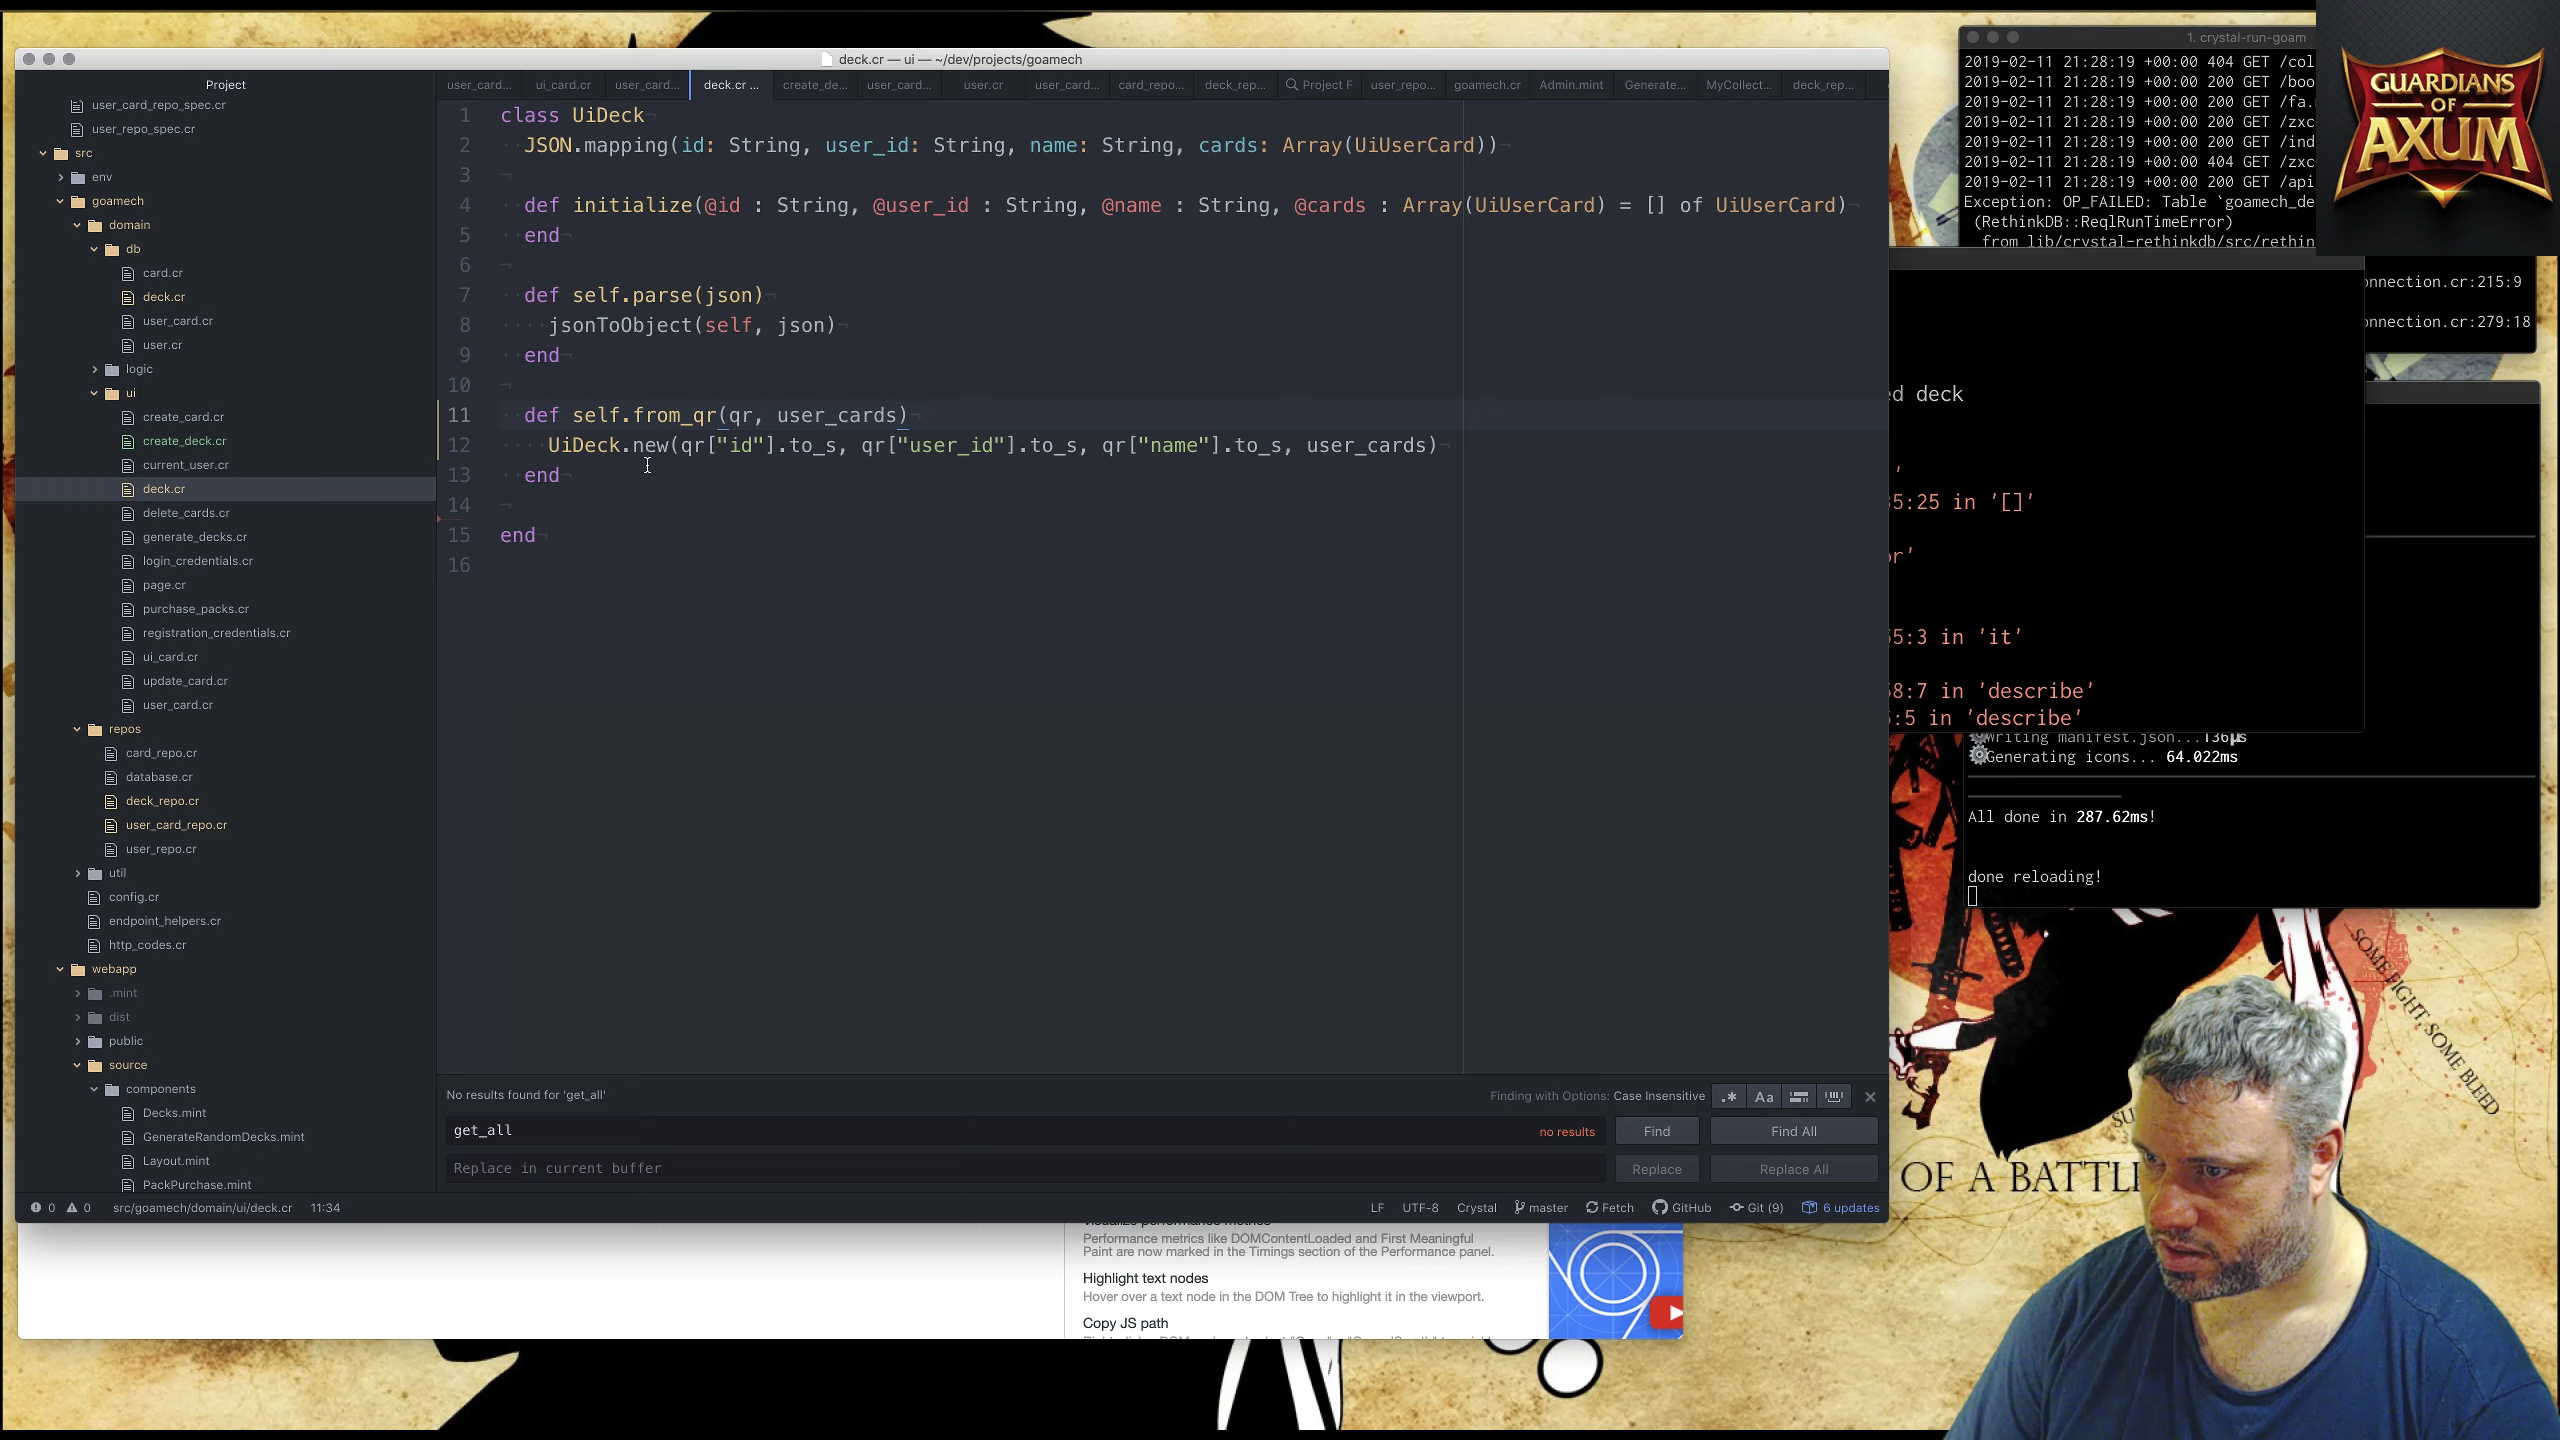 deck.cr — ui — ~/dev/projects/goamech
Project
user_card_repo_spec.cr
user_repo_spec.cr
src
env
goamech
domain
db
card.cr
deck.cr
user_card.cr
user.cr
logic
ui
create_card.cr
create_deck.cr
current_user.cr
deck.cr
delete_cards.cr
generate_decks.cr
login_credentials.cr
page.cr
purchase_packs.cr
registration_credentials.cr
ui_card.cr
update_card.cr
user_card.cr
repos
card_repo.cr
database.cr
deck_repo.cr
user_card_repo.cr
user_repo.cr
util
config.cr
endpoint_helpers.cr
http_codes.cr
webapp
.mint
dist
public
source
components
Decks.mint
GenerateRandomDecks.mint
Layout.mint
PackPurchase.mint
user_card... ui_card.cr user_card... deck.cr ... create_de... user_card... user.cr user_card... card_repo... deck_rep... Project F user_repo... goamech.cr Admin.mint Generate... MyCollect... deck_rep...
1 class UiDeck
2 JSON.mapping(id: String, user_id: String, name: String, cards: Array(UiUserCard))
3
4 def initialize(@id : String, @user_id : String, @name : String, @cards : Array(UiUserCard) = [] of UiUserCard)
5 end
6
7 def self.parse(json)
8 jsonToObject(self, json)
9 end
10
11 def self.from_qr(qr, user_cards)
12 UiDeck.new(qr["id"].to_s, qr["user_id"].to_s, qr["name"].to_s, user_cards)
13 end
14
15 end
16
No results found for 'get_all'
Finding with Options: Case Insensitive
.* Aa
get_all
no results
Find
Find All
Replace in current buffer
Replace
Replace All
0 0 src/goamech/domain/ui/deck.cr 11:34
LF UTF-8 Crystal master Fetch GitHub Git (9) 6 updates
1. crystal-run-goam
2019-02-11 21:28:19 +00:00 404 GET /col
2019-02-11 21:28:19 +00:00 200 GET /boo
2019-02-11 21:28:19 +00:00 200 GET /fa.
2019-02-11 21:28:19 +00:00 200 GET /zxc
2019-02-11 21:28:19 +00:00 200 GET /ind
2019-02-11 21:28:19 +00:00 404 GET /zxc
2019-02-11 21:28:19 +00:00 200 GET /api
Exception: OP_FAILED: Table `goamech_de
(RethinkDB::ReqlRunTimeError)
from lib/crystal-rethinkdb/src/rethin
GUARDIANS
OF
AXUM
onnection.cr:215:9
onnection.cr:279:18
ed deck
'
35:25 in '[]'
or'
55:3 in 'it'
58:7 in 'describe'
:5 in 'describe'
Writing manifest.json...136µs
Generating icons... 64.022ms
All done in 287.62ms!
done reloading!
SOME FIGHT. SOME BLEED
SU
OF A BATTL
Visualize performance metrics
Performance metrics like DOMContentLoaded and First Meaningful
Paint are now marked in the Timings section of the Performance panel.
Highlight text nodes
Hover over a text node in the DOM Tree to highlight it in the viewport.
Copy JS path